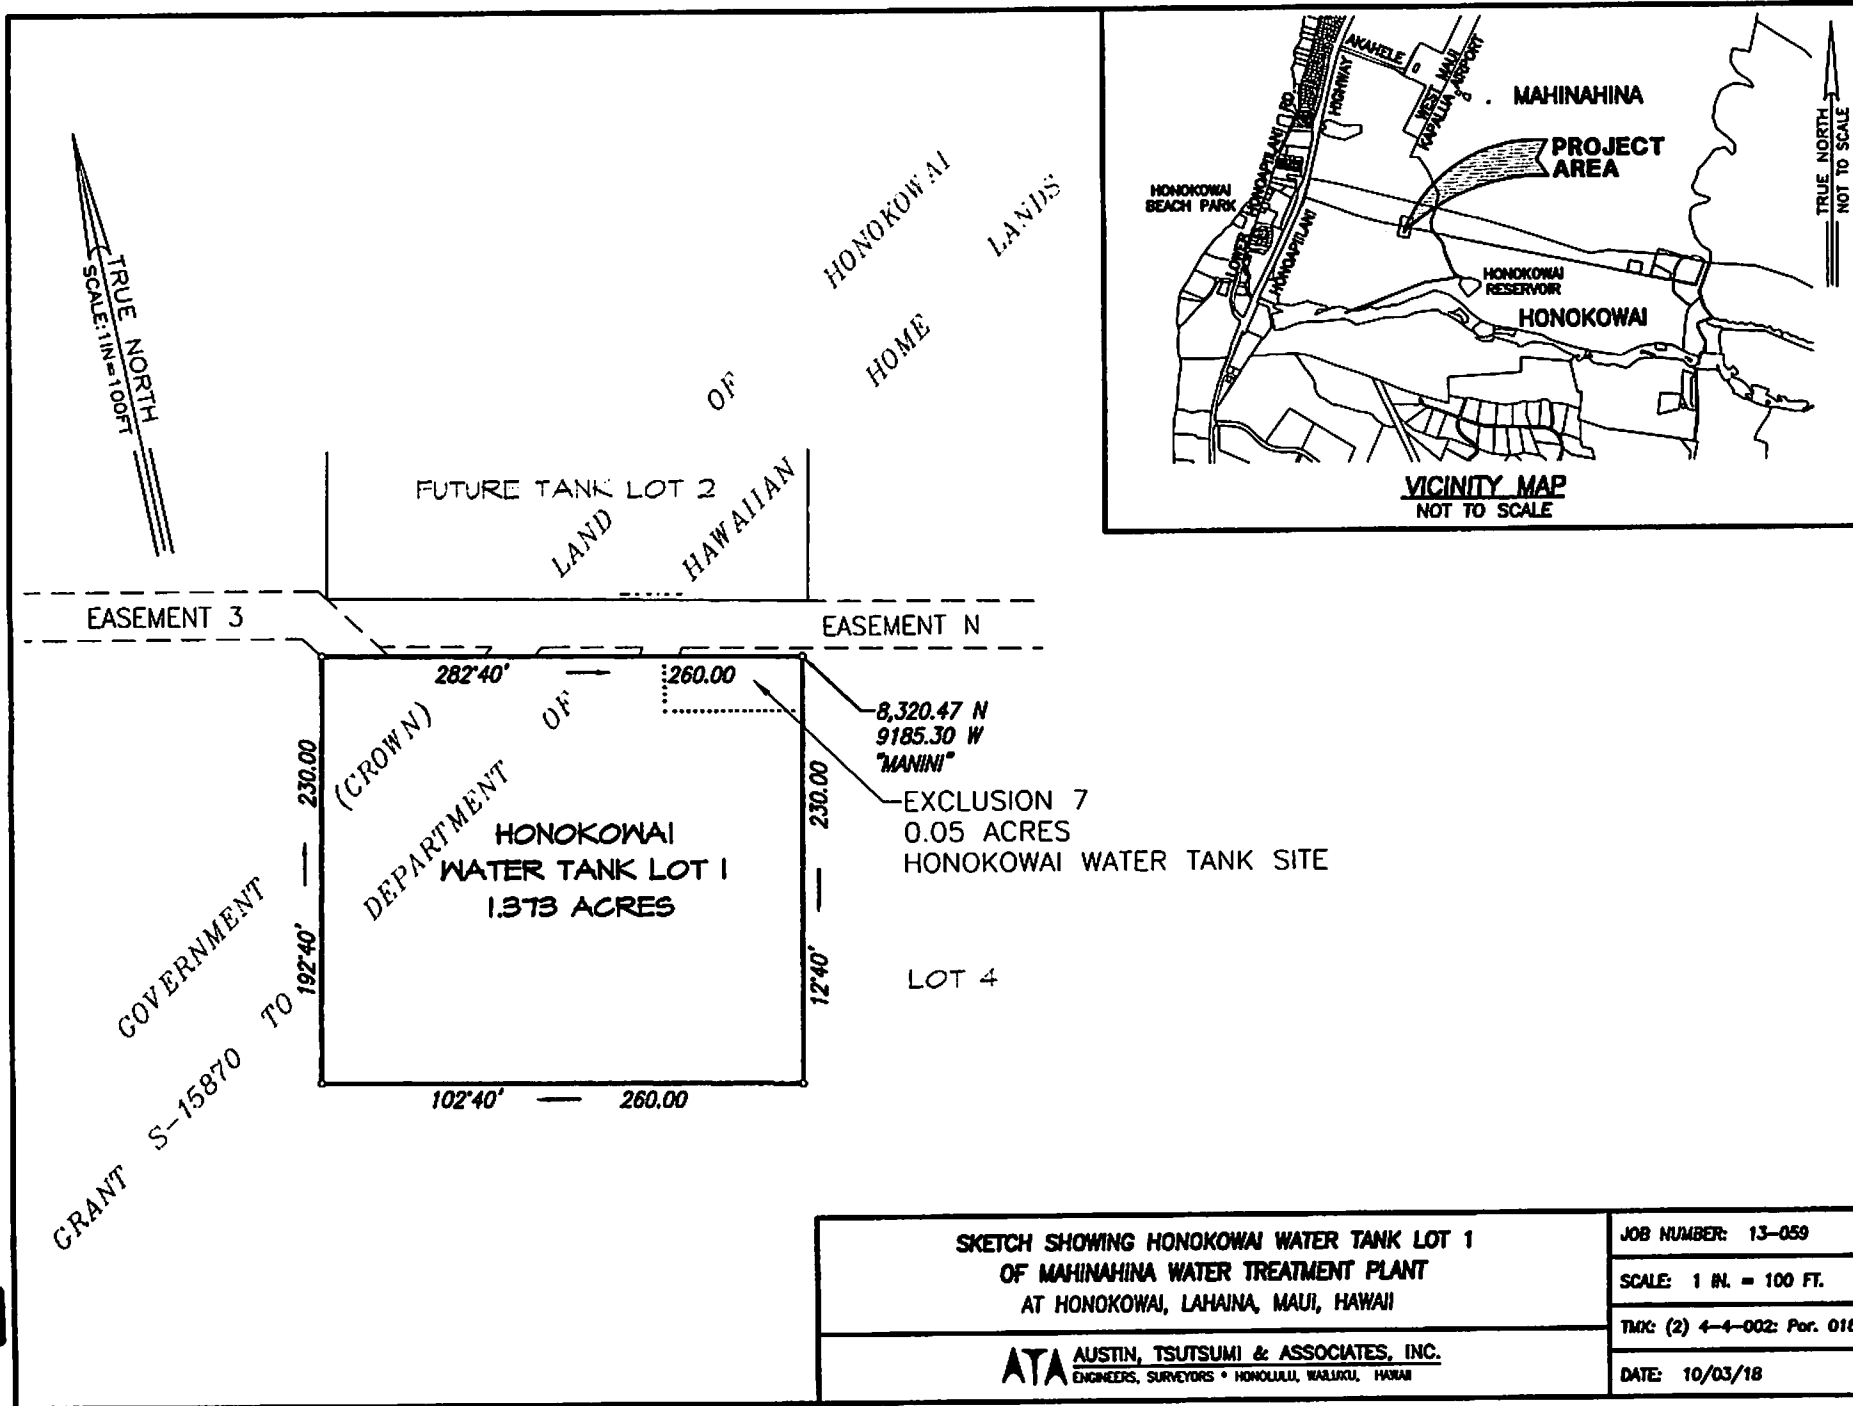 TRUE NORTH
SCALE: 1 IN=100FT
AKAHELE
HIGHWAY
WEST MAUI
KAPALUA AIRPORT
MAHINAHINA
PROJECT
AREA
TRUE NORTH
NOT TO SCALE
HONOKOWAI
BEACH PARK
LOWER HONOAPIILANI RD.
HONOAPIILANI
HONOKOWAI
RESERVOIR
HONOKOWAI
VICINITY MAP
NOT TO SCALE
FUTURE TANK LOT 2
LAND OF HONOKOWAI
HAWAIIAN HOME LANDS
EASEMENT 3
EASEMENT N
282°40' 260.00
8,320.47 N
9185.30 W
"MANINI"
EXCLUSION 7
0.05 ACRES
HONOKOWAI WATER TANK SITE
192°40' 230.00
230.00 12°40'
HONOKOWAI
WATER TANK LOT 1
1.373 ACRES
GOVERNMENT (CROWN)
GRANT S-15870 TO DEPARTMENT OF
LOT 4
102°40' 260.00
SKETCH SHOWING HONOKOWAI WATER TANK LOT 1
OF MAHINAHINA WATER TREATMENT PLANT
AT HONOKOWAI, LAHAINA, MAUI, HAWAII
ATA AUSTIN, TSUTSUMI & ASSOCIATES, INC.
ENGINEERS, SURVEYORS • HONOLULU, WAILUKU, HAWAII
JOB NUMBER: 13-059
SCALE: 1 IN. = 100 FT.
TMK: (2) 4-4-002: Por. 018
DATE: 10/03/18